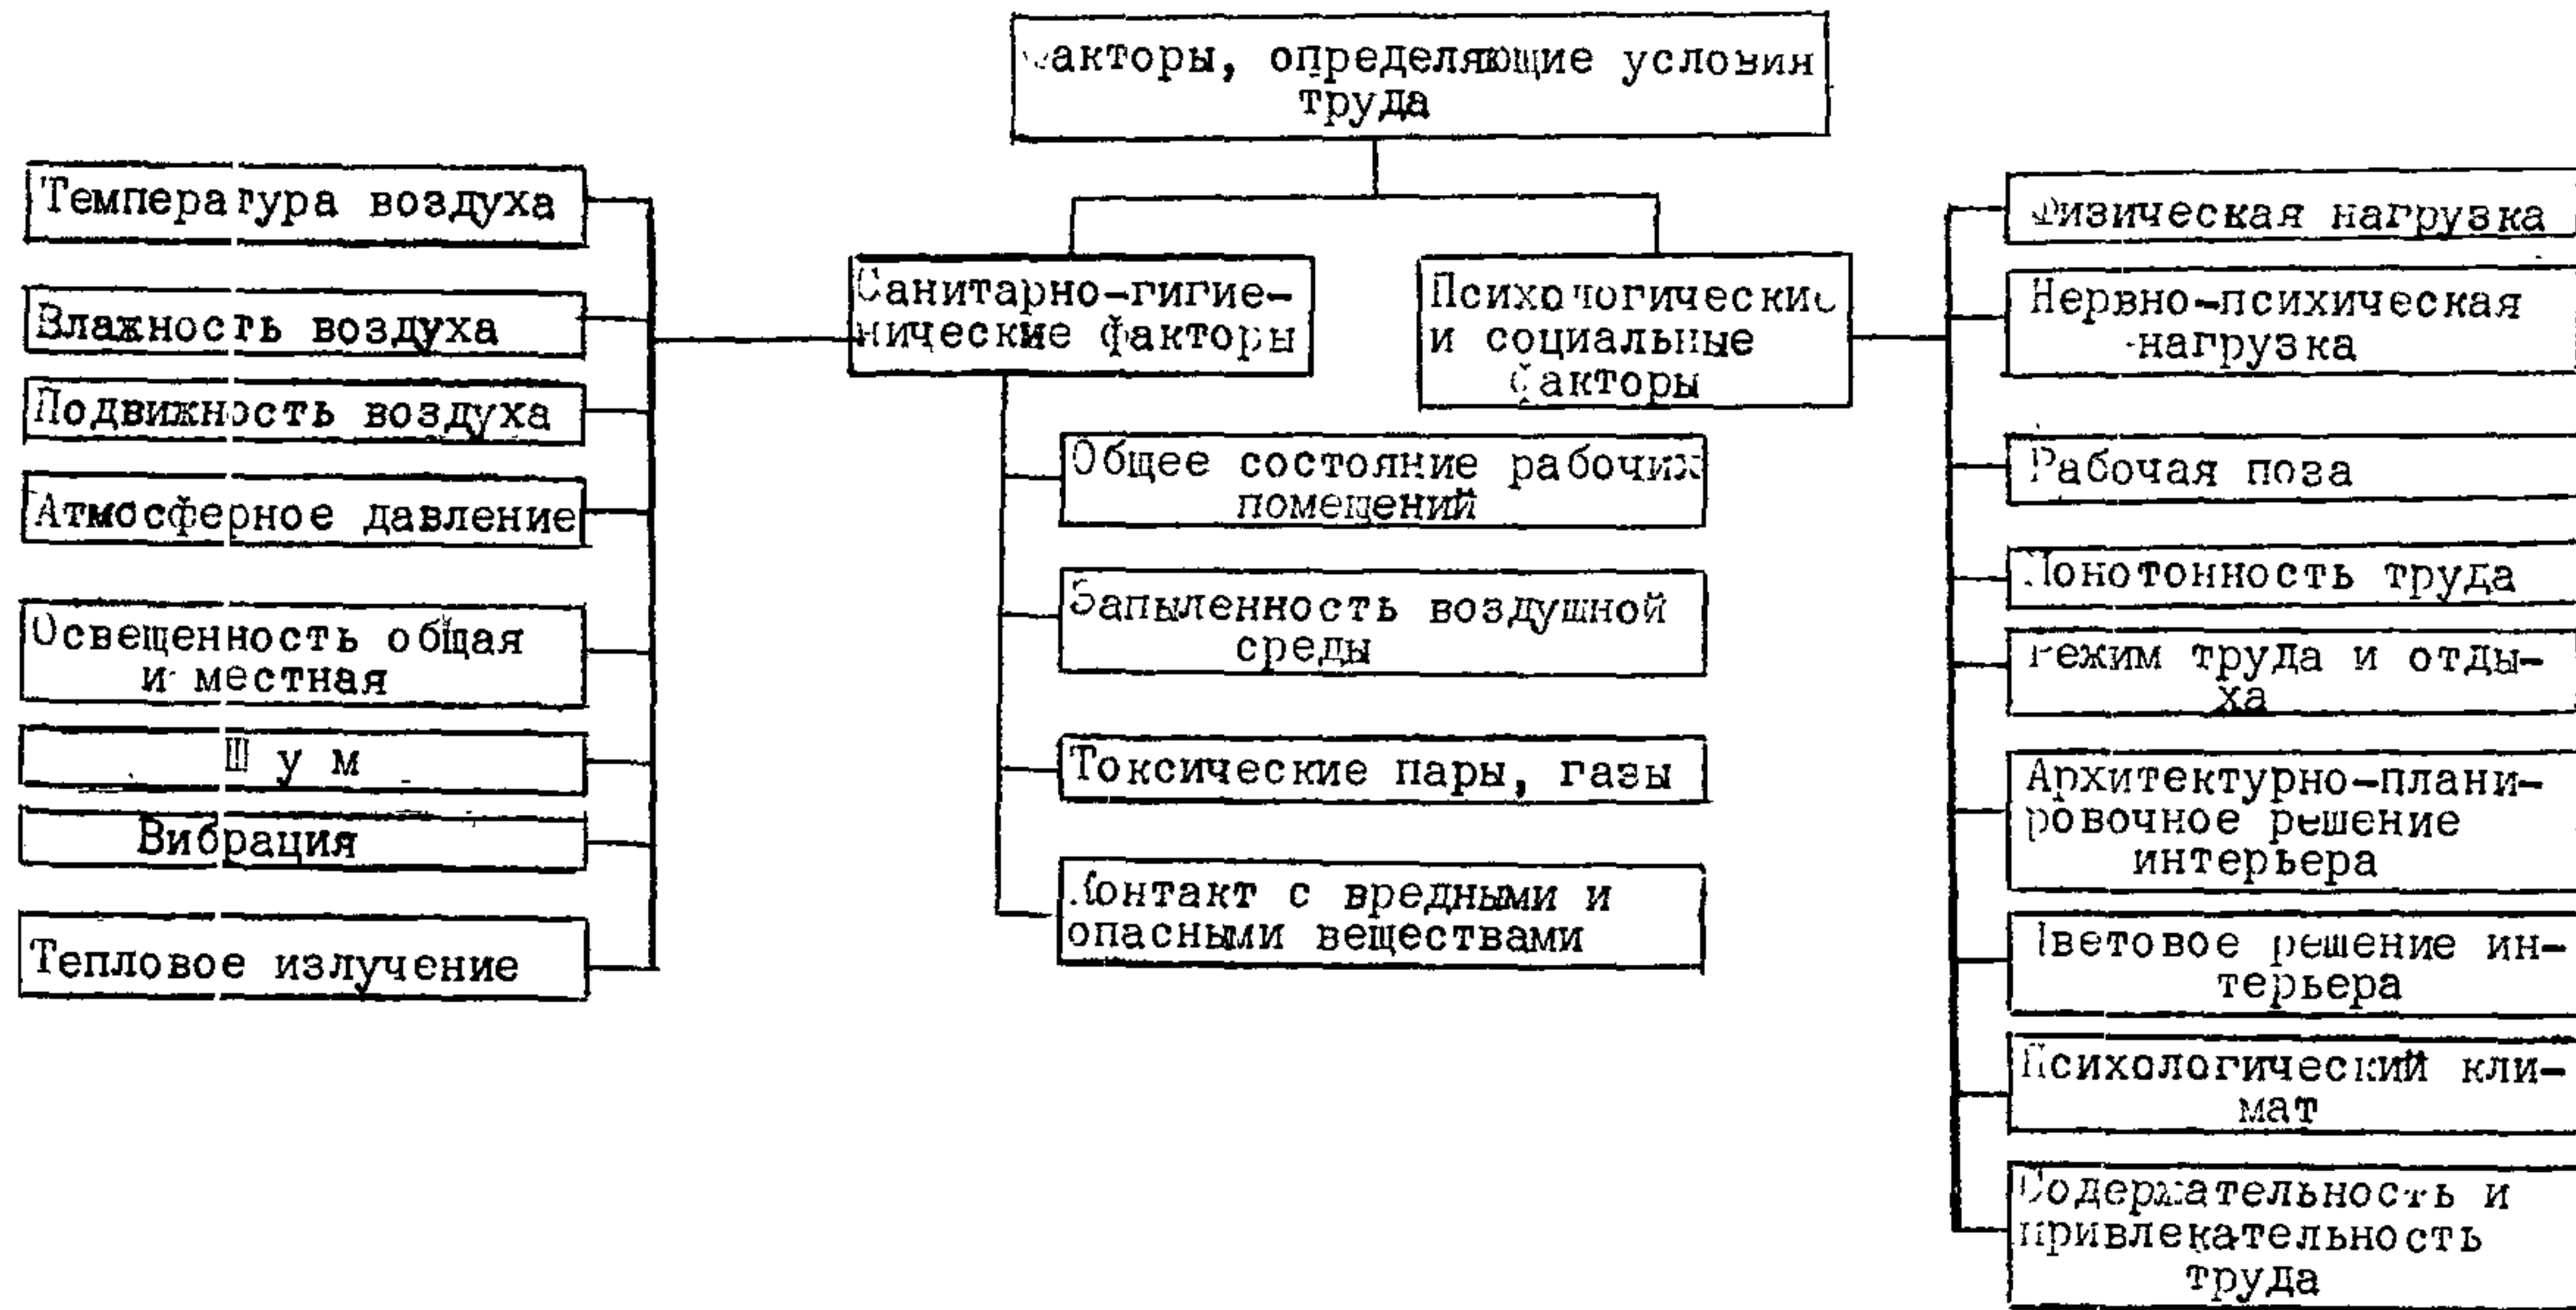 Факторы, определяющие условия
труда
Температура воздуха
Влажность воздуха
Подвижность воздуха
Атмосферное давление
Освещенность общая
и местная
Шум
Вибрация
Тепловое излучение
Санитарно-гигие-
нические факторы
Общее состояние рабочих
помещений
Запыленность воздушной
среды
Токсические пары, газы
Контакт с вредными и
опасными веществами
Психологические
и социальные
факторы
Физическая нагрузка
Нервно-психическая
нагрузка
Рабочая поза
Монотонность труда
Режим труда и отды-
ха
Архитектурно-плани-
ровочное решение
интерьера
Цветовое решение ин-
терьера
Психологический кли-
мат
Содержательность и
привлекательность
труда